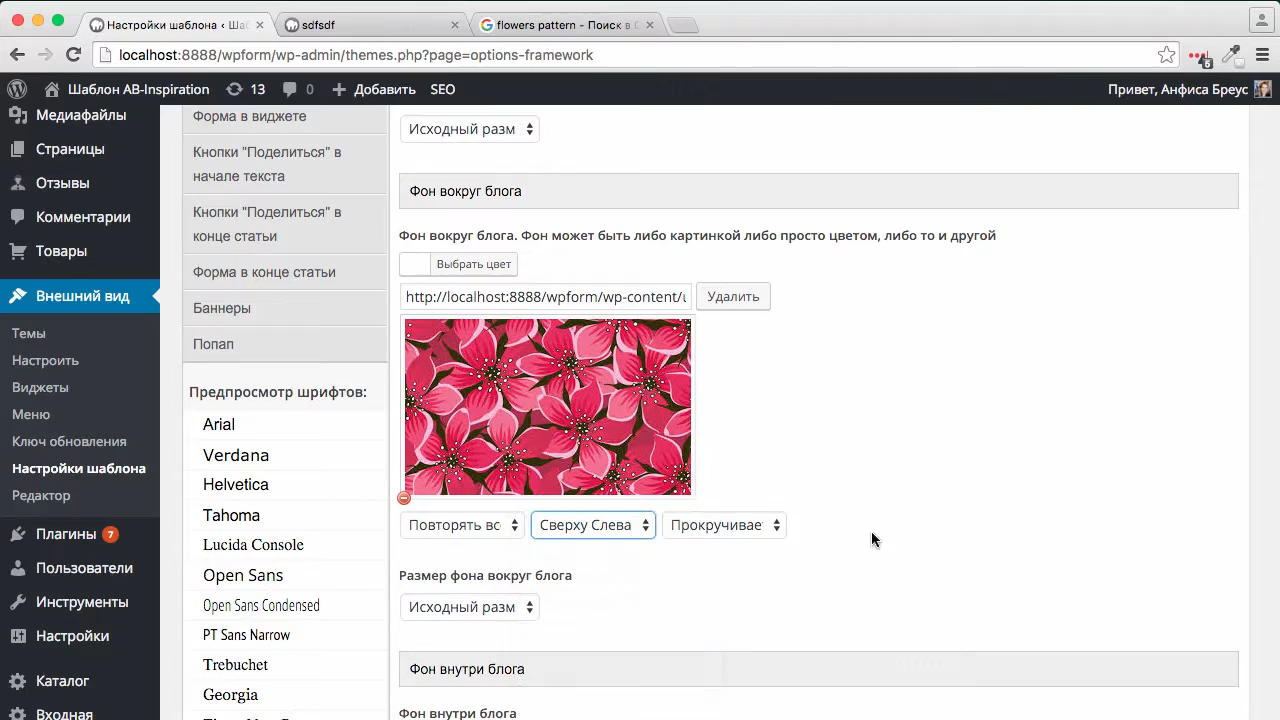 Настройки шаблона ‹ Ша
sdfsdf
flowers pattern - Поиск в G
localhost:8888/wpform/wp-admin/themes.php?page=options-framework
5
Шаблон AB-Inspiration
13
0
Добавить
SEO
Привет, Анфиса Бреус
Медиафайлы
Страницы
Отзывы
Комментарии
Товары
Внешний вид
Темы
Настроить
Виджеты
Меню
Ключ обновления
Настройки шаблона
Редактор
Плагины 7
Пользователи
Инструменты
Настройки
Каталог
Входная
Форма в виджете
Кнопки "Поделиться" в
начале текста
Кнопки "Поделиться" в
конце статьи
Форма в конце статьи
Баннеры
Попап
Предпросмотр шрифтов:
Arial
Verdana
Helvetica
Tahoma
Lucida Console
Open Sans
Open Sans Condensed
PT Sans Narrow
Trebuchet
Georgia
Исходный разм
Фон вокруг блога
Фон вокруг блога. Фон может быть либо картинкой либо просто цветом, либо то и другой
Выбрать цвет
http://localhost:8888/wpform/wp-content/u
Удалить
Повторять вс
Сверху Слева
Прокручивае
Размер фона вокруг блога
Исходный разм
Фон внутри блога
Фон внутри блога